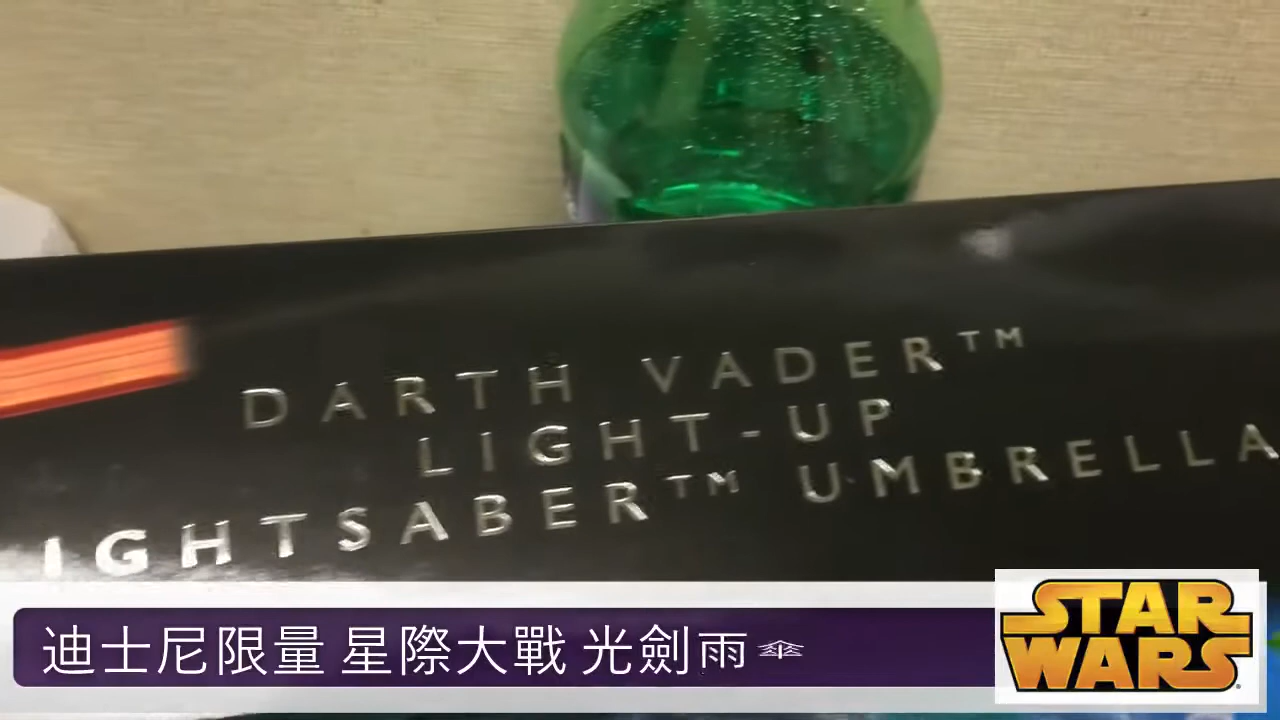 DARTH VADER™
LIGHT-UP
IGHTSABER™ UMBRELLA
迪士尼限量 星際大戰 光劍雨傘
STAR
WARS